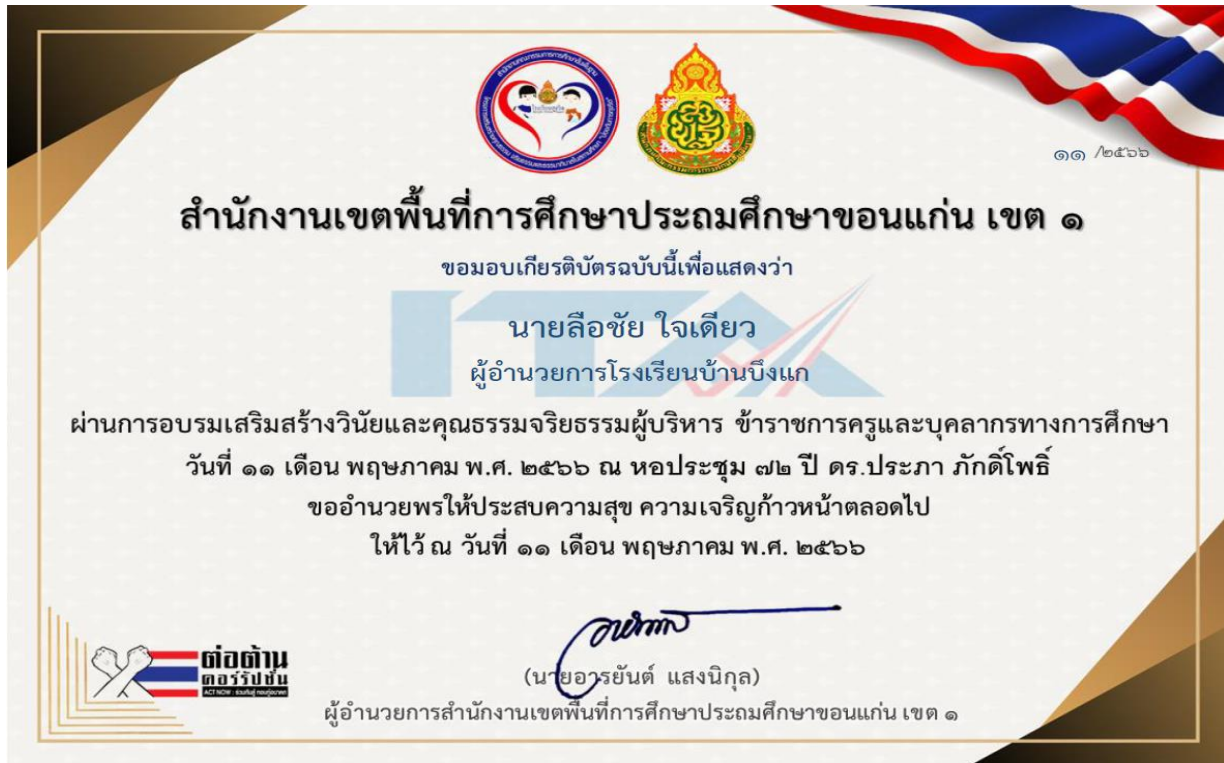 ๑๑ /๒๕๖๖
สำนักงานเขตพื้นที่การศึกษาประถมศึกษาขอนแก่น เขต ๑
ขอมอบเกียรติบัตรฉบับนี้เพื่อแสดงว่า
ITA
นายลือชัย ใจเดียว
ผู้อำนวยการโรงเรียนบ้านบึงแก
ผ่านการอบรมเสริมสร้างวินัยและคุณธรรมจริยธรรมผู้บริหาร ข้าราชการครูและบุคลากรทางการศึกษา
วันที่ ๑๑ เดือน พฤษภาคม พ.ศ. ๒๕๖๖ ณ หอประชุม ๗๒ ปี ดร.ประภา ภักดิ์โพธิ์
ขออำนวยพรให้ประสบความสุข ความเจริญก้าวหน้าตลอดไป
ให้ไว้ ณ วันที่ ๑๑ เดือน พฤษภาคม พ.ศ. ๒๕๖๖
ต่อต้าน
คอร์รัปชัน
ACT NOW :
(นายอารยันต์ แสงนิกุล)
ผู้อำนวยการสำนักงานเขตพื้นที่การศึกษาประถมศึกษาขอนแก่น เขต ๑